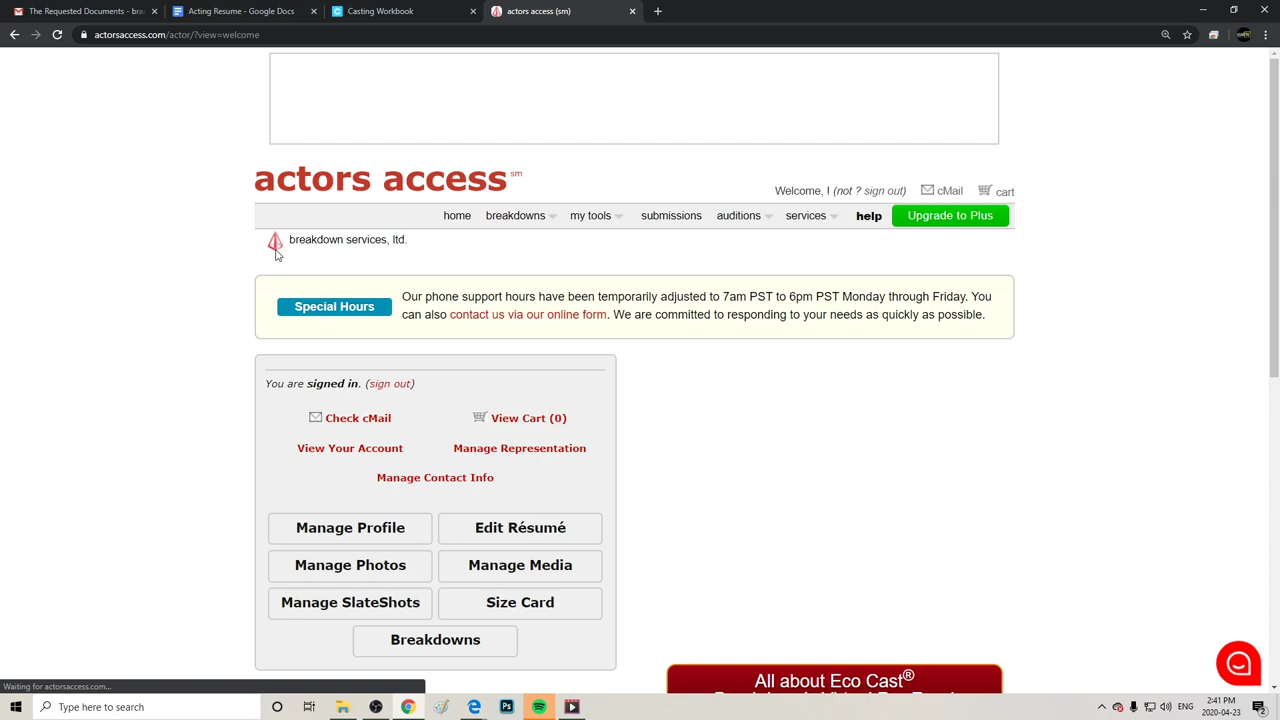 The Requested Documents - bra
Acting Resume - Google Docs
Casting Workbook
actors access (sm)
actorsaccess.com/actor/?view=welcome
actors access sm
Welcome, ! (not ? sign out)
cMail
cart
home
breakdowns
my tools
submissions
auditions
services
help
Upgrade to Plus
breakdown services, ltd.
Special Hours
Our phone support hours have been temporarily adjusted to 7am PST to 6pm PST Monday through Friday. You
can also contact us via our online form. We are committed to responding to your needs as quickly as possible.
You are signed in. (sign out)
Check cMail
View Cart (0)
View Your Account
Manage Representation
Manage Contact Info
Manage Profile
Edit Résumé
Manage Photos
Manage Media
Manage SlateShots
Size Card
Breakdowns
All about Eco Cast®
Waiting for actorsaccess.com...
Type here to search
ENG
2:41 PM
2020-04-23
2